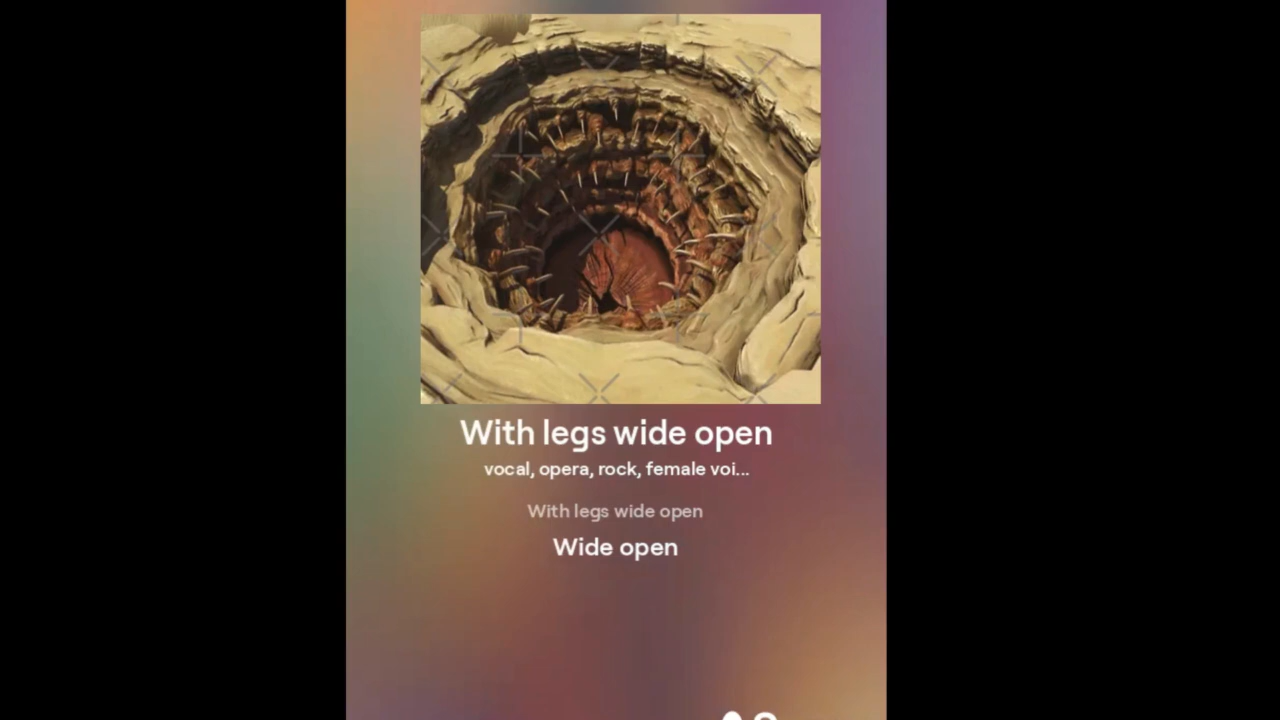 With legs wide open
vocal, opera, rock, female voi...
With legs wide open
Wide open